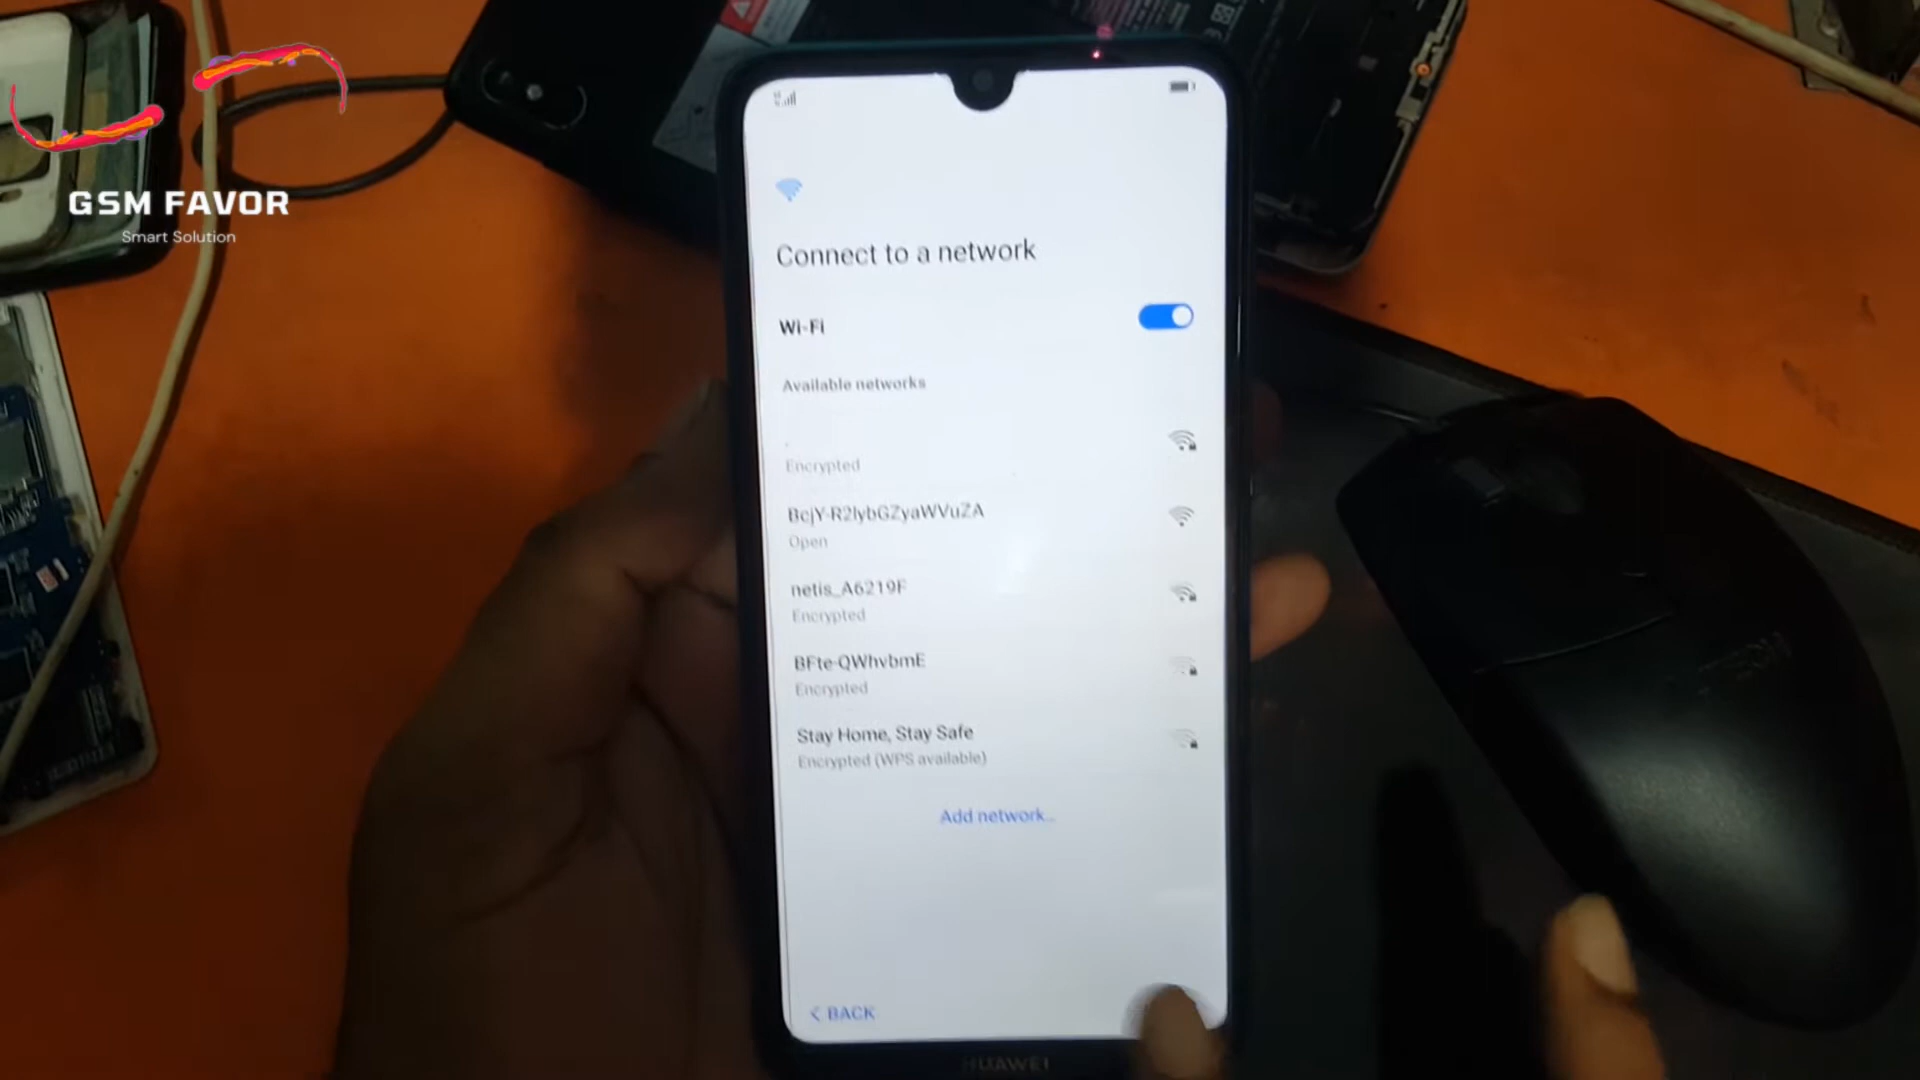 GSM FAVOR
Smart Solution
Connect to a network
Wi-Fi
Available networks
.
Encrypted
BcjY-R2lybGZyaWVuZA
Open
netis_A6219F
Encrypted
BFte-QWhvbmE
Encrypted
Stay Home, Stay Safe
Encrypted (WPS available)
Add network...
< BACK
HUAWEI